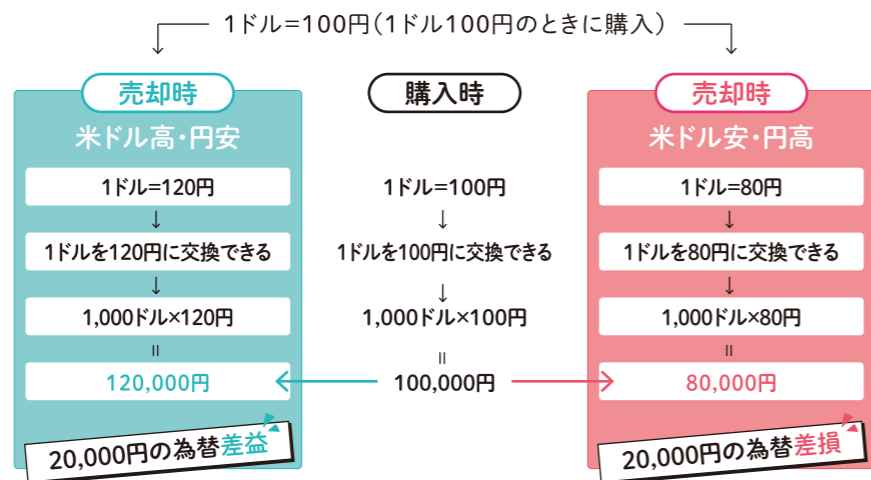 1ドル=100円(1ドル100円のときに購入)
売却時
米ドル高・円安
1ドル=120円
↓
1ドルを120円に交換できる
↓
1,000ドル×120円
=
120,000円
20,000円の為替差益
購入時
1ドル=100円
↓
1ドルを100円に交換できる
↓
1,000ドル×100円
=
100,000円
売却時
米ドル安・円高
1ドル=80円
↓
1ドルを80円に交換できる
↓
1,000ドル×80円
=
80,000円
20,000円の為替差損